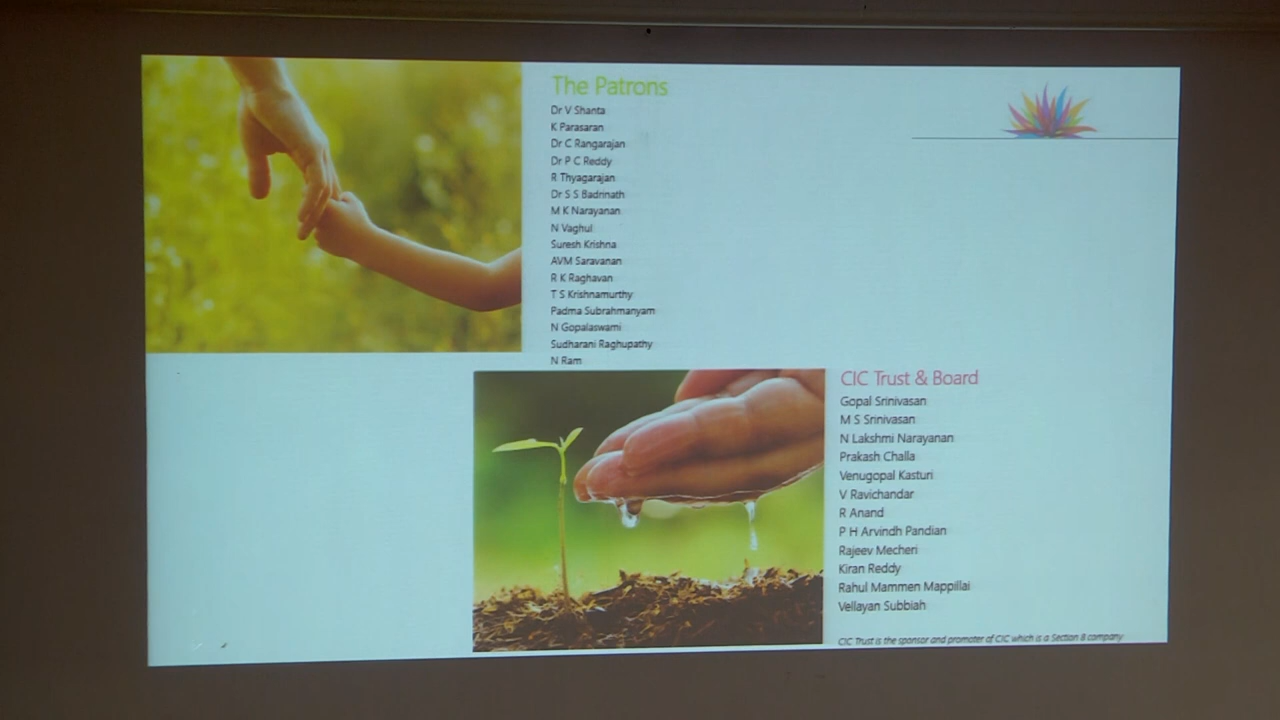 The Patrons
Dr V Shanta
K Parasaran
Dr C Rangarajan
Dr P C Reddy
R Thyagarajan
Dr S S Badrinath
M K Narayanan
N Vaghul
Suresh Krishna
AVM Saravanan
R K Raghavan
T S Krishnamurthy
Padma Subrahmanyam
N Gopalaswami
Sudharani Raghupathy
N Ram
CIC Trust & Board
Gopal Srinivasan
M S Srinivasan
N Lakshmi Narayanan
Prakash Challa
Venugopal Kasturi
V Ravichandar
R Anand
P H Arvindh Pandian
Rajeev Mecheri
Kiran Reddy
Rahul Mammen Mappillai
Vellayan Subbiah
CIC Trust is the sponsor and promoter of CIC which is a Section 8 company